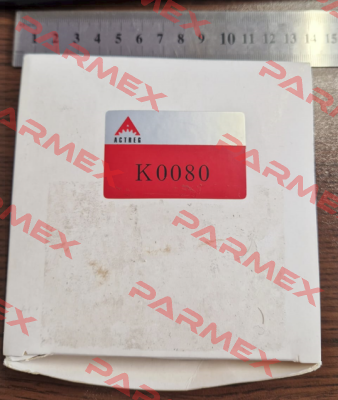 1 2 3 4 5 6 7 8 9 10 11 12 13 14 15
PARMEX
PARMEX
ACTREG
K0080
PARMEX
PARMEX
PARMEX
PARMEX